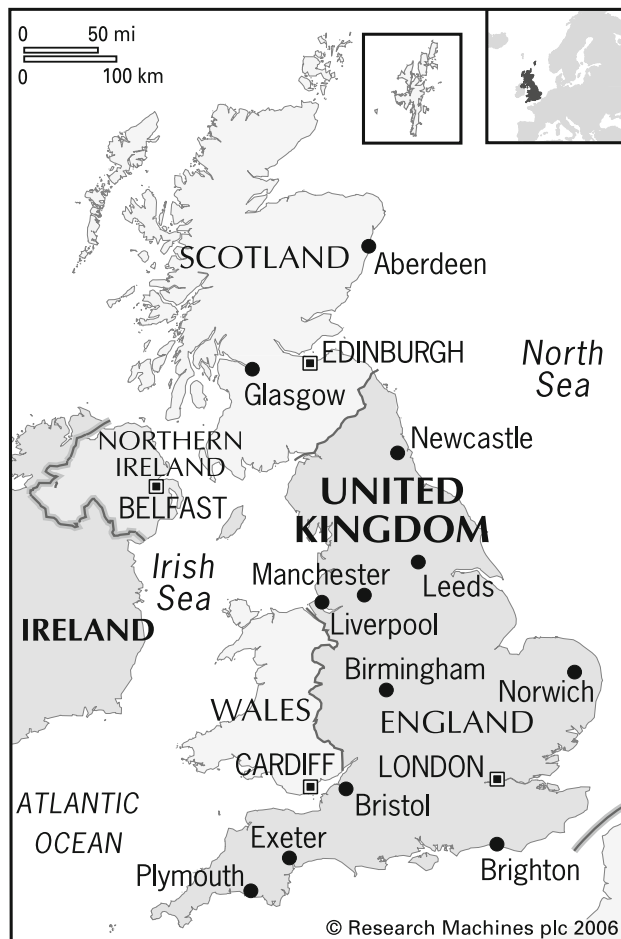 0 50 mi
0 100 km
SCOTLAND
Aberdeen
EDINBURGH
Glasgow
North
Sea
NORTHERN
IRELAND
BELFAST
Newcastle
UNITED
KINGDOM
Irish
Sea
Manchester
Leeds
Liverpool
IRELAND
Birmingham
Norwich
WALES
ENGLAND
CARDIFF
LONDON
Bristol
ATLANTIC
OCEAN
Exeter
Plymouth
Brighton
© Research Machines plc 2006